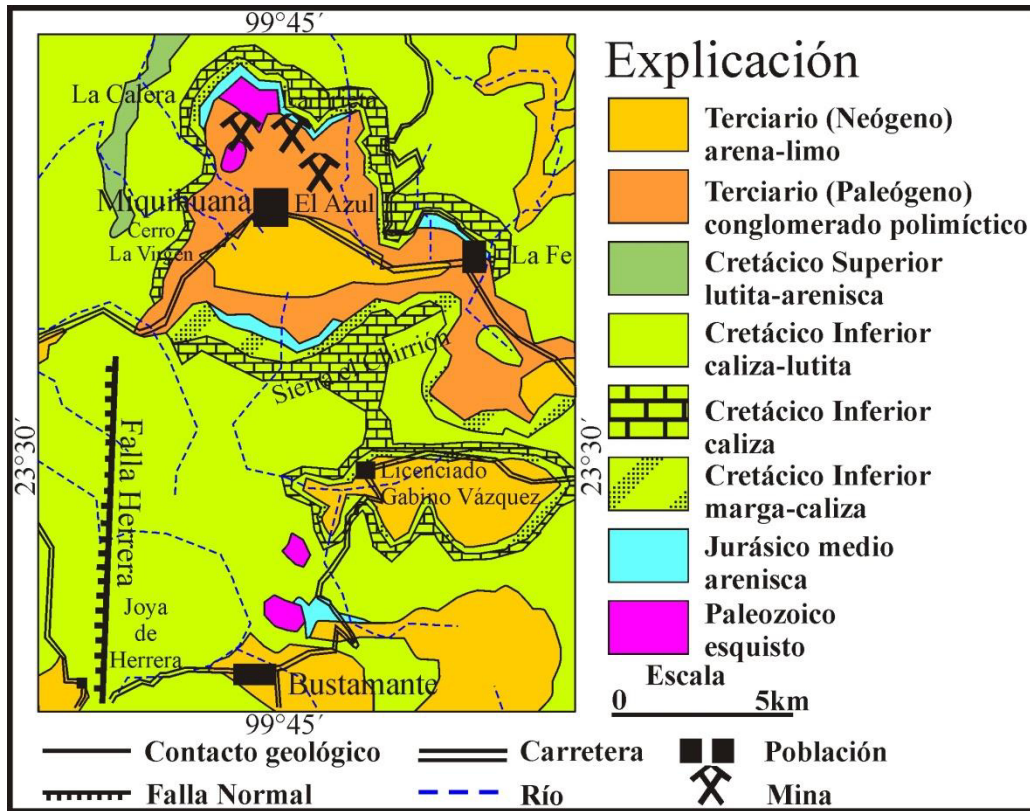 99°45´
La Calera
Miquihuana
El Azul
Cerro
La Virgen
La Fe
Sierra el Chirrión
23°30´
23°30´
Falla Herrera
Licenciado
Gabino Vázquez
Joya
de
Herrera
Bustamante
99°45´
Explicación
Terciario (Neógeno)
arena-limo
Terciario (Paleógeno)
conglomerado polimíctico
Cretácico Superior
lutita-arenisca
Cretácico Inferior
caliza-lutita
Cretácico Inferior
caliza
Cretácico Inferior
marga-caliza
Jurásico medio
arenisca
Paleozoico
esquisto
Escala
0 5km
Contacto geológico
Carretera
Población
Falla Normal
Río
Mina